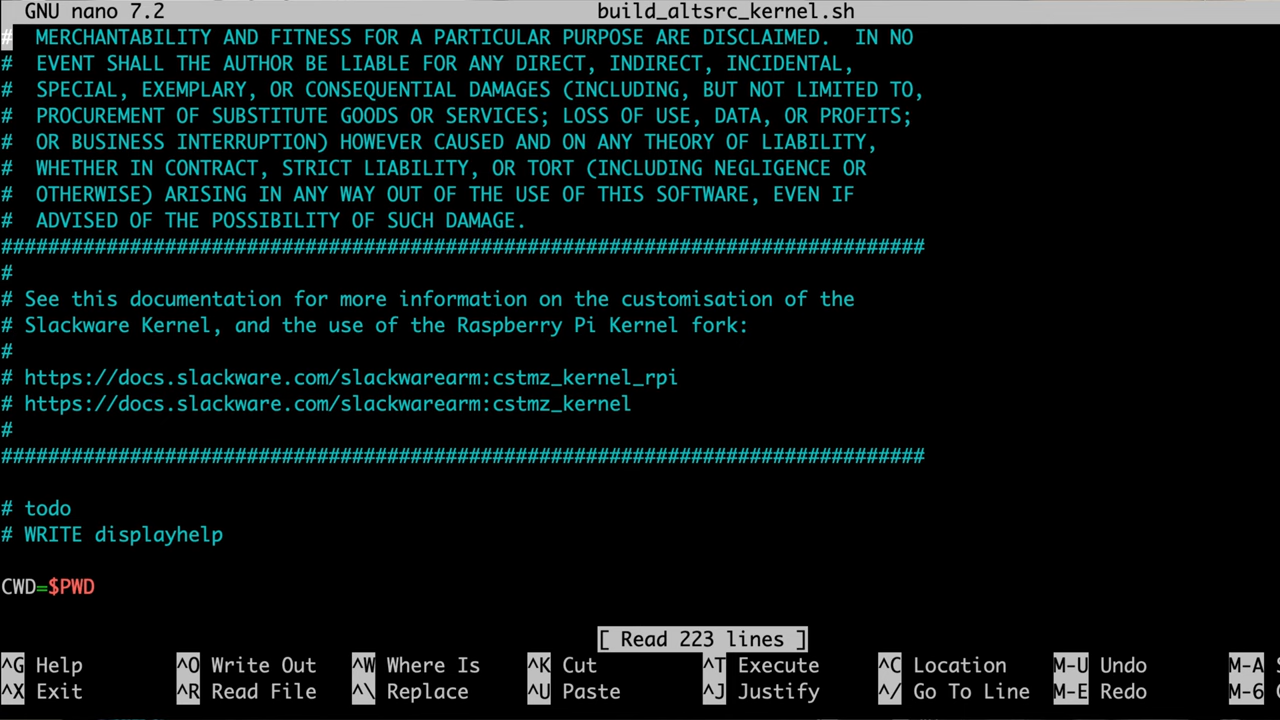 GNU nano 7.2 build_altsrc_kernel.sh
#  MERCHANTABILITY AND FITNESS FOR A PARTICULAR PURPOSE ARE DISCLAIMED.  IN NO
#  EVENT SHALL THE AUTHOR BE LIABLE FOR ANY DIRECT, INDIRECT, INCIDENTAL,
#  SPECIAL, EXEMPLARY, OR CONSEQUENTIAL DAMAGES (INCLUDING, BUT NOT LIMITED TO,
#  PROCUREMENT OF SUBSTITUTE GOODS OR SERVICES; LOSS OF USE, DATA, OR PROFITS;
#  OR BUSINESS INTERRUPTION) HOWEVER CAUSED AND ON ANY THEORY OF LIABILITY,
#  WHETHER IN CONTRACT, STRICT LIABILITY, OR TORT (INCLUDING NEGLIGENCE OR
#  OTHERWISE) ARISING IN ANY WAY OUT OF THE USE OF THIS SOFTWARE, EVEN IF
#  ADVISED OF THE POSSIBILITY OF SUCH DAMAGE.
###############################################################################
#
# See this documentation for more information on the customisation of the
# Slackware Kernel, and the use of the Raspberry Pi Kernel fork:
#
# https://docs.slackware.com/slackwarearm:cstmz_kernel_rpi
# https://docs.slackware.com/slackwarearm:cstmz_kernel
#
###############################################################################
# todo
# WRITE displayhelp
CWD=$PWD
[ Read 223 lines ]
^G Help ^O Write Out ^W Where Is ^K Cut ^T Execute ^C Location M-U Undo M-A
^X Exit ^R Read File ^\ Replace ^U Paste ^J Justify ^/ Go To Line M-E Redo M-6